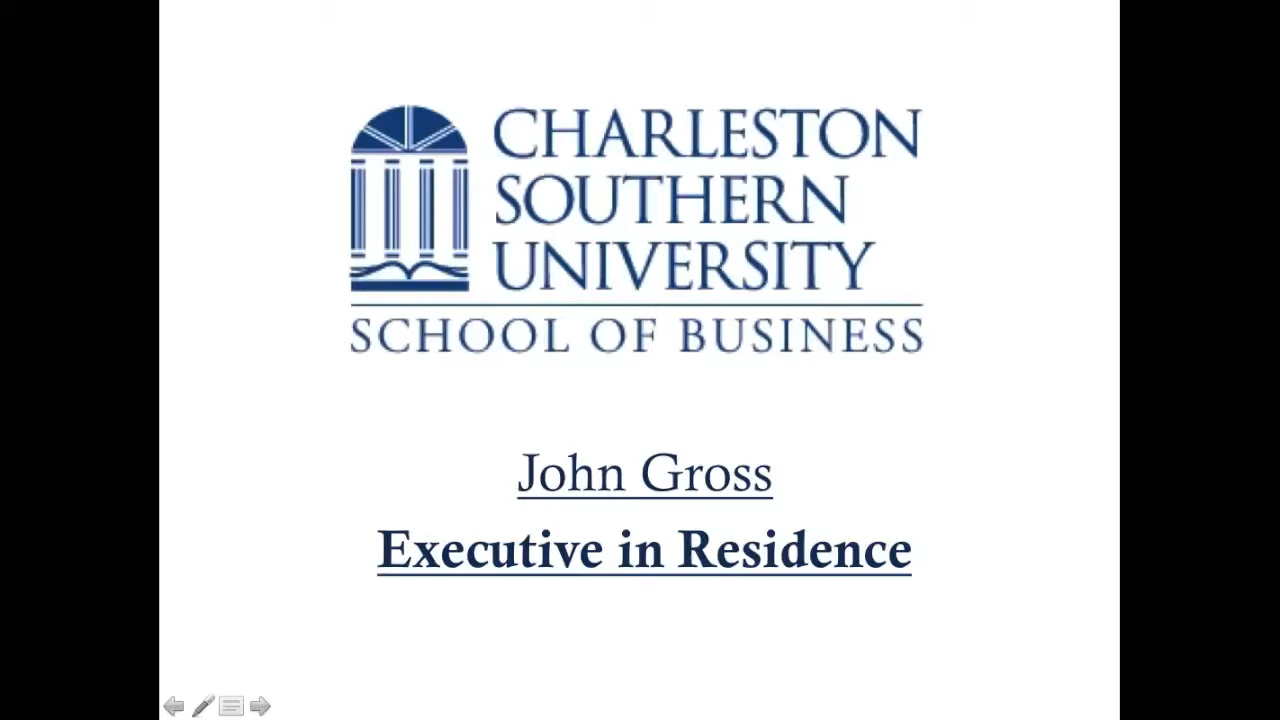 CHARLESTON
SOUTHERN
UNIVERSITY
SCHOOL OF BUSINESS
John Gross
Executive in Residence